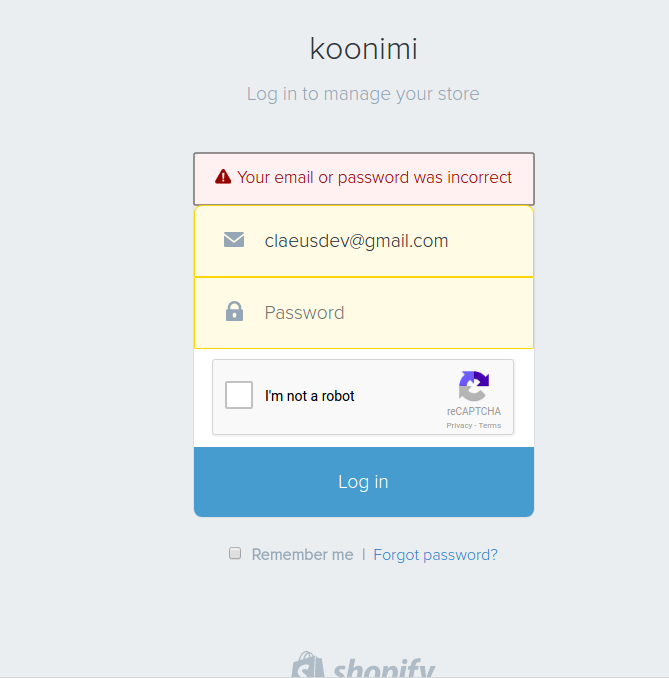 koonimi
Log in to manage your store
Your email or password was incorrect
claeusdev@gmail.com
Password
I'm not a robot
reCAPTCHA
Privacy - Terms
Log in
Remember me | Forgot password?
shopify